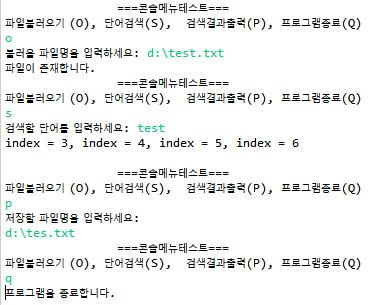 ===콘솔메뉴테스트===
파일불러오기 (O), 단어검색(S),  검색결과출력(P), 프로그램종료(Q)
o
불러올 파일명을 입력하세요: d:\test.txt
파일이 존재합니다.
===콘솔메뉴테스트===
파일불러오기 (O), 단어검색(S),  검색결과출력(P), 프로그램종료(Q)
s
검색할 단어를 입력하세요: test
index = 3, index = 4, index = 5, index = 6
===콘솔메뉴테스트===
파일불러오기 (O), 단어검색(S),  검색결과출력(P), 프로그램종료(Q)
p
저장할 파일명을 입력하세요:
d:\tes.txt
===콘솔메뉴테스트===
파일불러오기 (O), 단어검색(S),  검색결과출력(P), 프로그램종료(Q)
q
프로그램을 종료합니다.